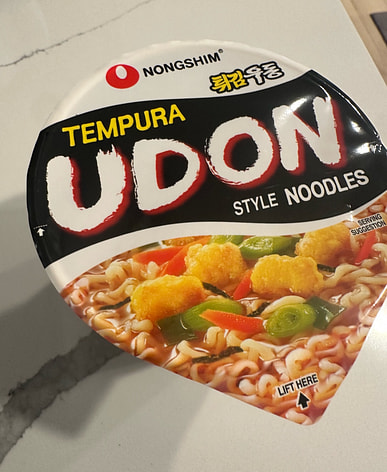 NONGSHIM®
튀김우동
TEMPURA
UDON
STYLE NOODLES
SERVING
SUGGESTION
LIFT HERE